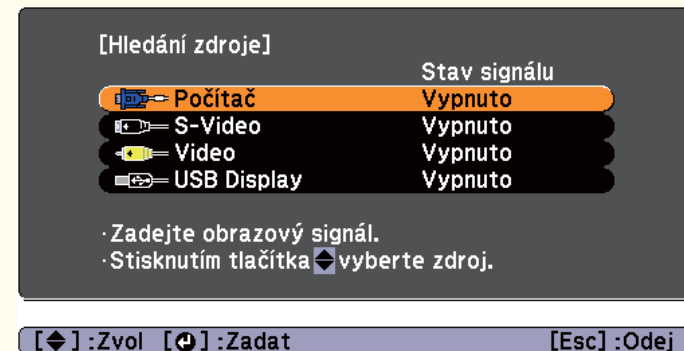 [Hledání zdroje]
Stav signálu
Počítač Vypnuto
S-Video Vypnuto
Video Vypnuto
USB Display Vypnuto
·Zadejte obrazový signál.
·Stisknutím tlačítka vyberte zdroj.
[] :Zvol [] :Zadat [Esc] :Odej